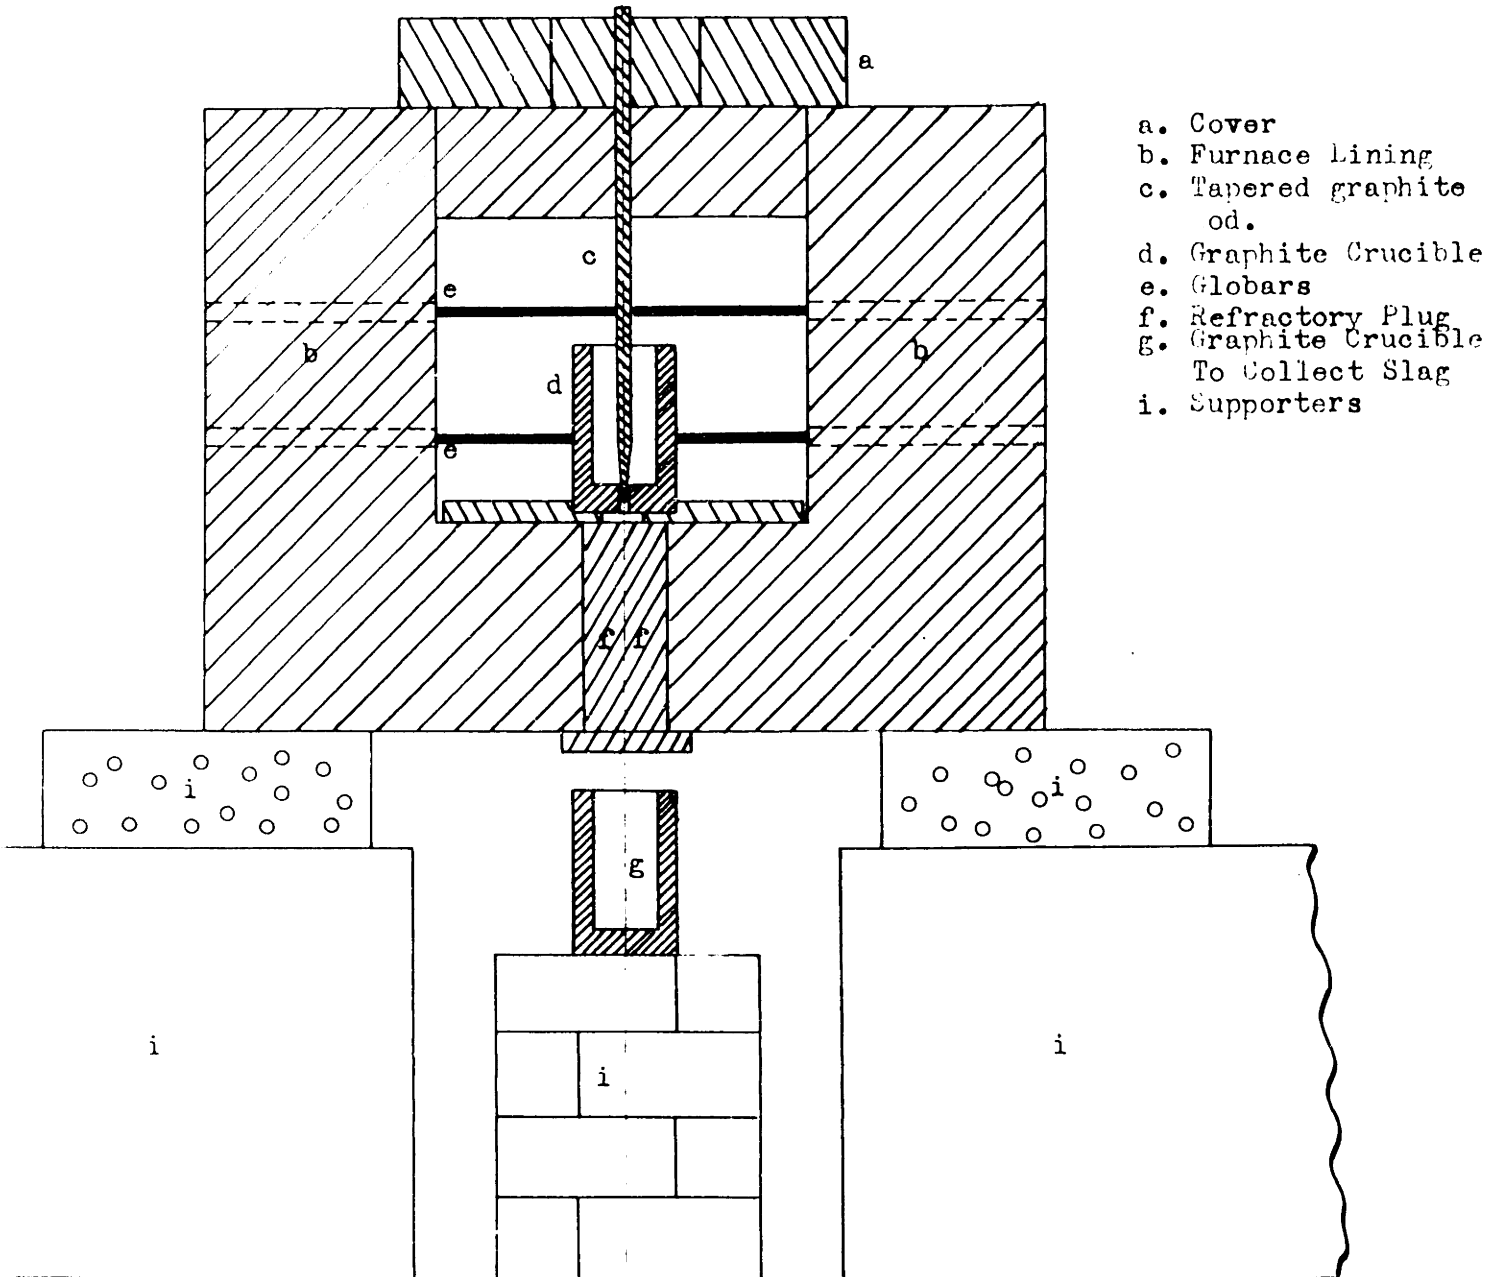 a
a. Cover
b. Furnace Lining
c. Tapered graphite
od.
d. Graphite Crucible
e. Globars
f. Refractory Plug
g. Graphite Crucible
To Collect Slag
i. Supporters
c
e
b
b
d
e
f f
i
i
g
i
i
i